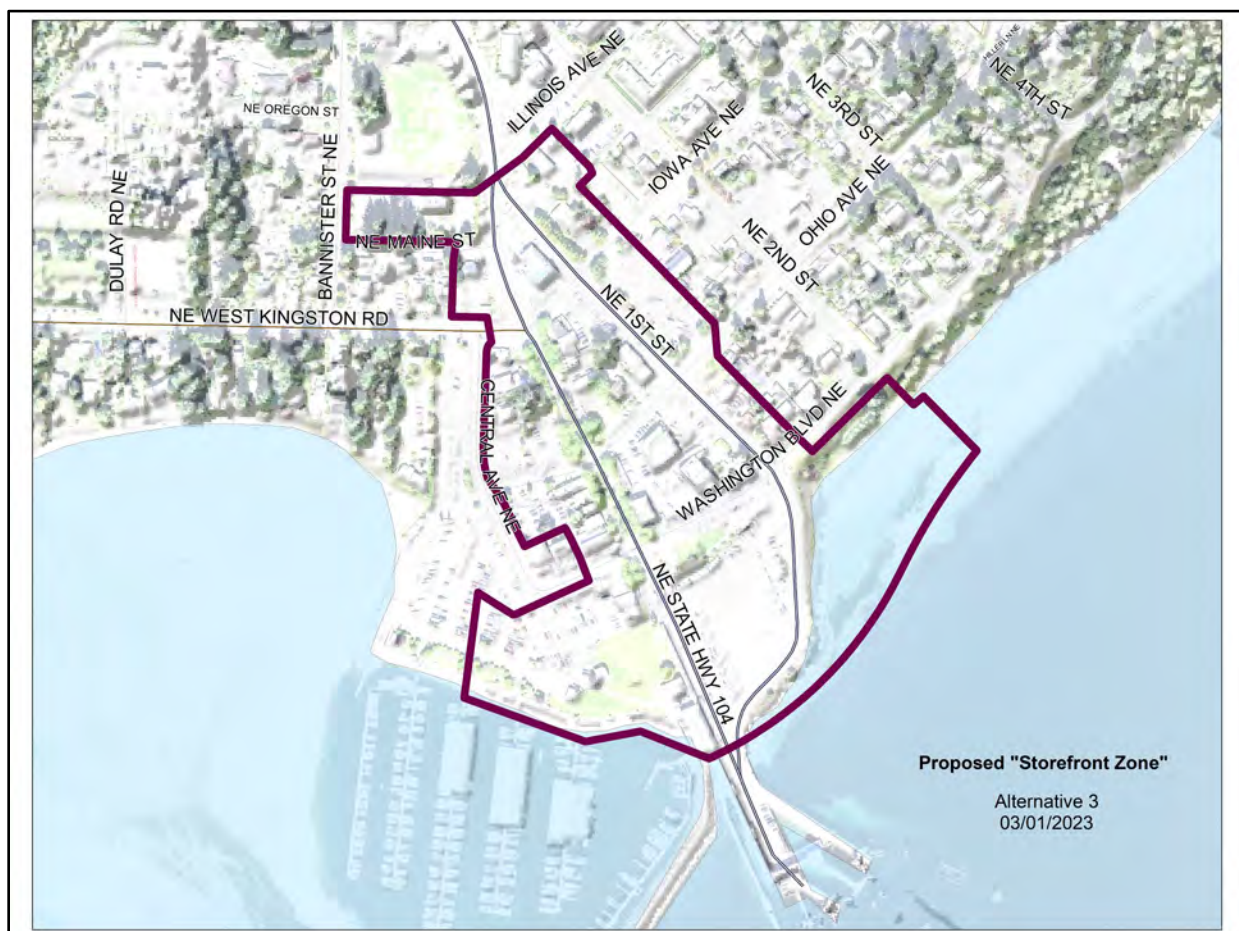 ILLINOIS AVE NE
NE 4TH ST
NE OREGON ST
NE 3RD ST
IOWA AVE NE
OHIO AVE NE
DULAY RD NE
BANNISTER ST NE
NE MAINE ST
NE 2ND ST
NE 1ST ST
NE WEST KINGSTON RD
CENTRAL AVE NE
WASHINGTON BLVD NE
NE STATE HWY 104
Proposed "Storefront Zone"
Alternative 3
03/01/2023